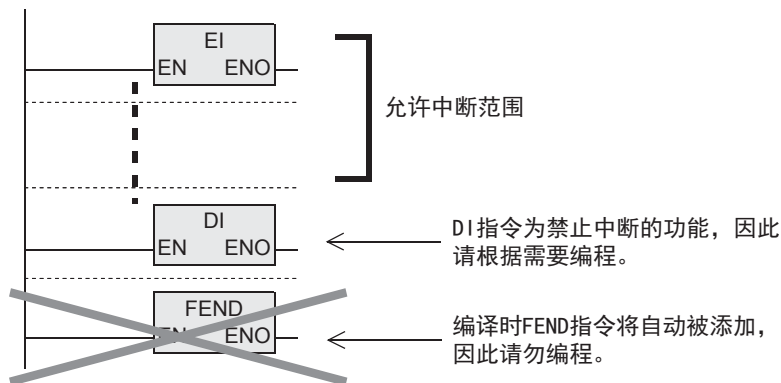 EI
EN ENO
允许中断范围
DI
EN ENO
DI指令为禁止中断的功能，因此
请根据需要编程。
FEND
EN ENO
编译时FEND指令将自动被添加，
因此请勿编程。